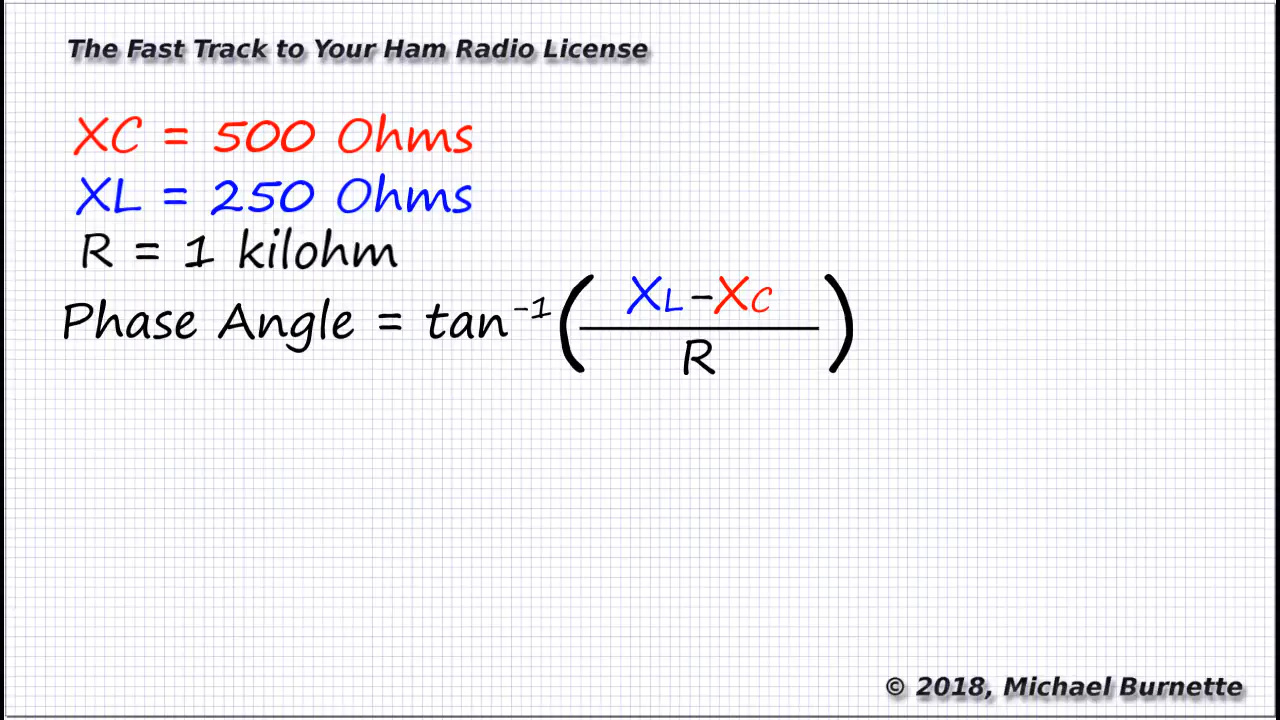 The Fast Track to Your Ham Radio License
XC = 500 Ohms
XL = 250 Ohms
R = 1 kilohm
Phase Angle = tan⁻¹( XL-XC / R )
© 2018, Michael Burnette